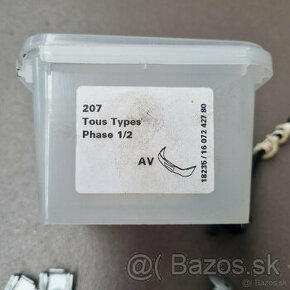 207
Tous Types
Phase 1/2
AV
18235 / 16 072 427 80
@ Bazos.sk